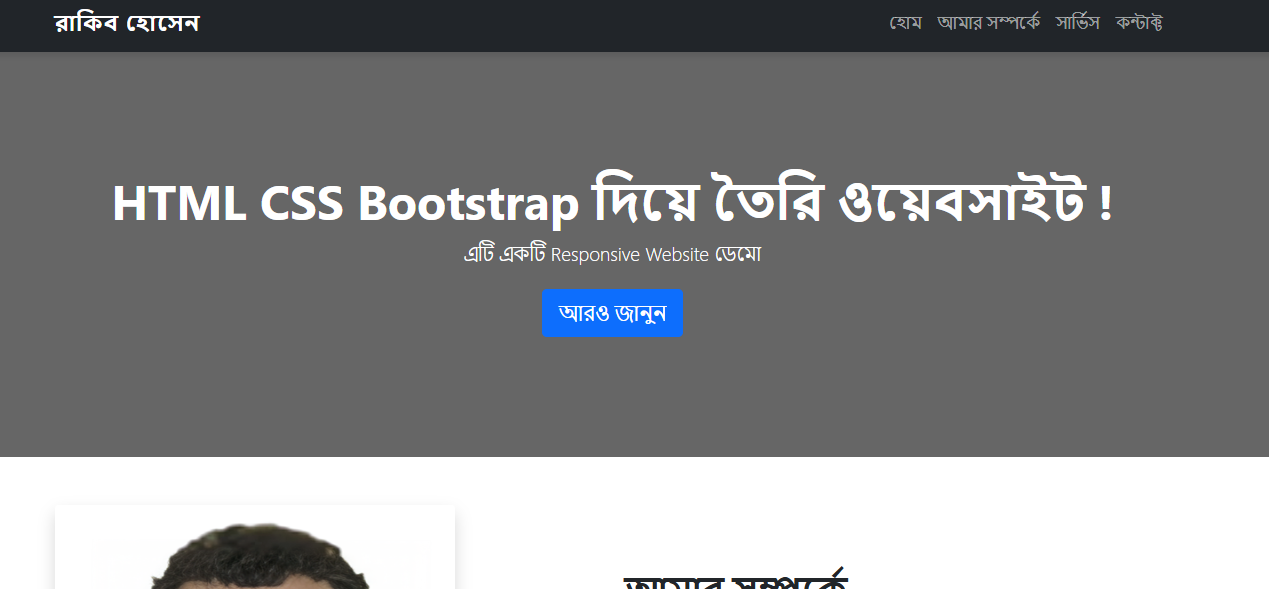 রাকিব হোসেন
হোম আমার সম্পর্কে সার্ভিস কন্টাক্ট
HTML CSS Bootstrap দিয়ে তৈরি ওয়েবসাইট !
এটি একটি Responsive Website ডেমো
আরও জানুন
আমার সম্পর্কে